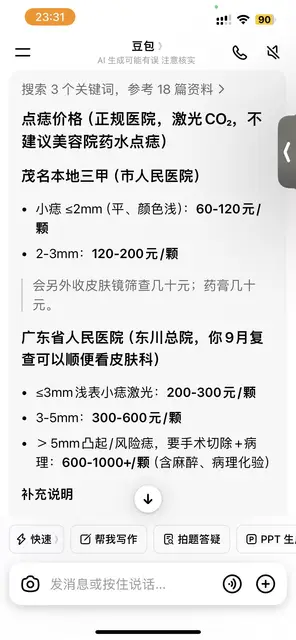 23:31
90
豆包
AI 生成可能有误 注意核实
搜索 3 个关键词，参考 18 篇资料
点痣价格（正规医院，激光 CO₂，不
建议美容院药水点痣）
茂名本地三甲（市人民医院）
• 小痣 ≤2mm（平、颜色浅）：60-120元/
颗
• 2-3mm：120-200元/颗
会另外收皮肤镜筛查几十元；药膏几十
元。
广东省人民医院（东川总院，你9月复
查可以顺便看皮肤科）
• ≤3mm浅表小痣激光：200-300元/颗
• 3-5mm：300-600元/颗
• ＞5mm凸起/风险痣，要手术切除+病
理：600-1000+/颗（含麻醉、病理化验）
补充说明
快速
帮我写作
拍题答疑
PPT 生
发消息或按住说话...